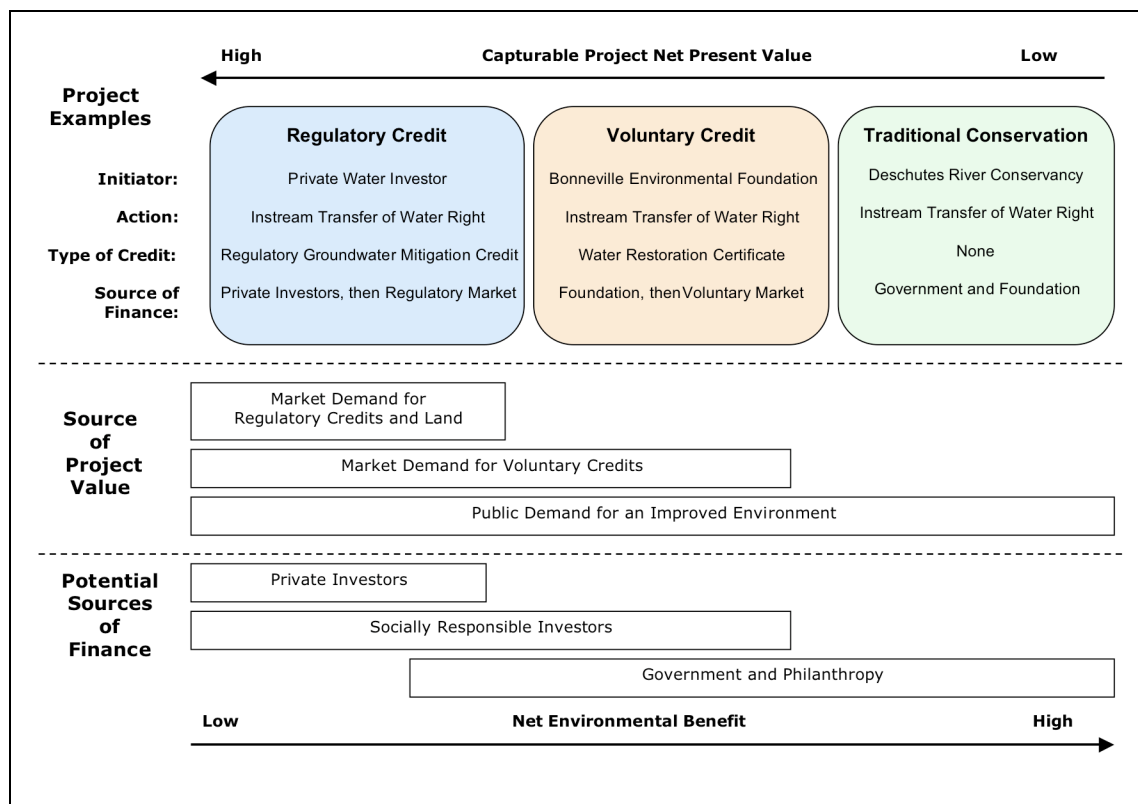 High Capturable Project Net Present Value Low
Project
Examples
Regulatory Credit Voluntary Credit Traditional Conservation
Initiator: Private Water Investor Bonneville Environmental Foundation Deschutes River Conservancy
Action: Instream Transfer of Water Right Instream Transfer of Water Right Instream Transfer of Water Right
Type of Credit: Regulatory Groundwater Mitigation Credit Water Restoration Certificate None
Source of Private Investors, then Regulatory Market Foundation, then Voluntary Market Government and Foundation
Finance:
Source
of
Project
Value
Market Demand for
Regulatory Credits and Land
Market Demand for Voluntary Credits
Public Demand for an Improved Environment
Potential
Sources
of
Finance
Private Investors
Socially Responsible Investors
Government and Philanthropy
Low Net Environmental Benefit High